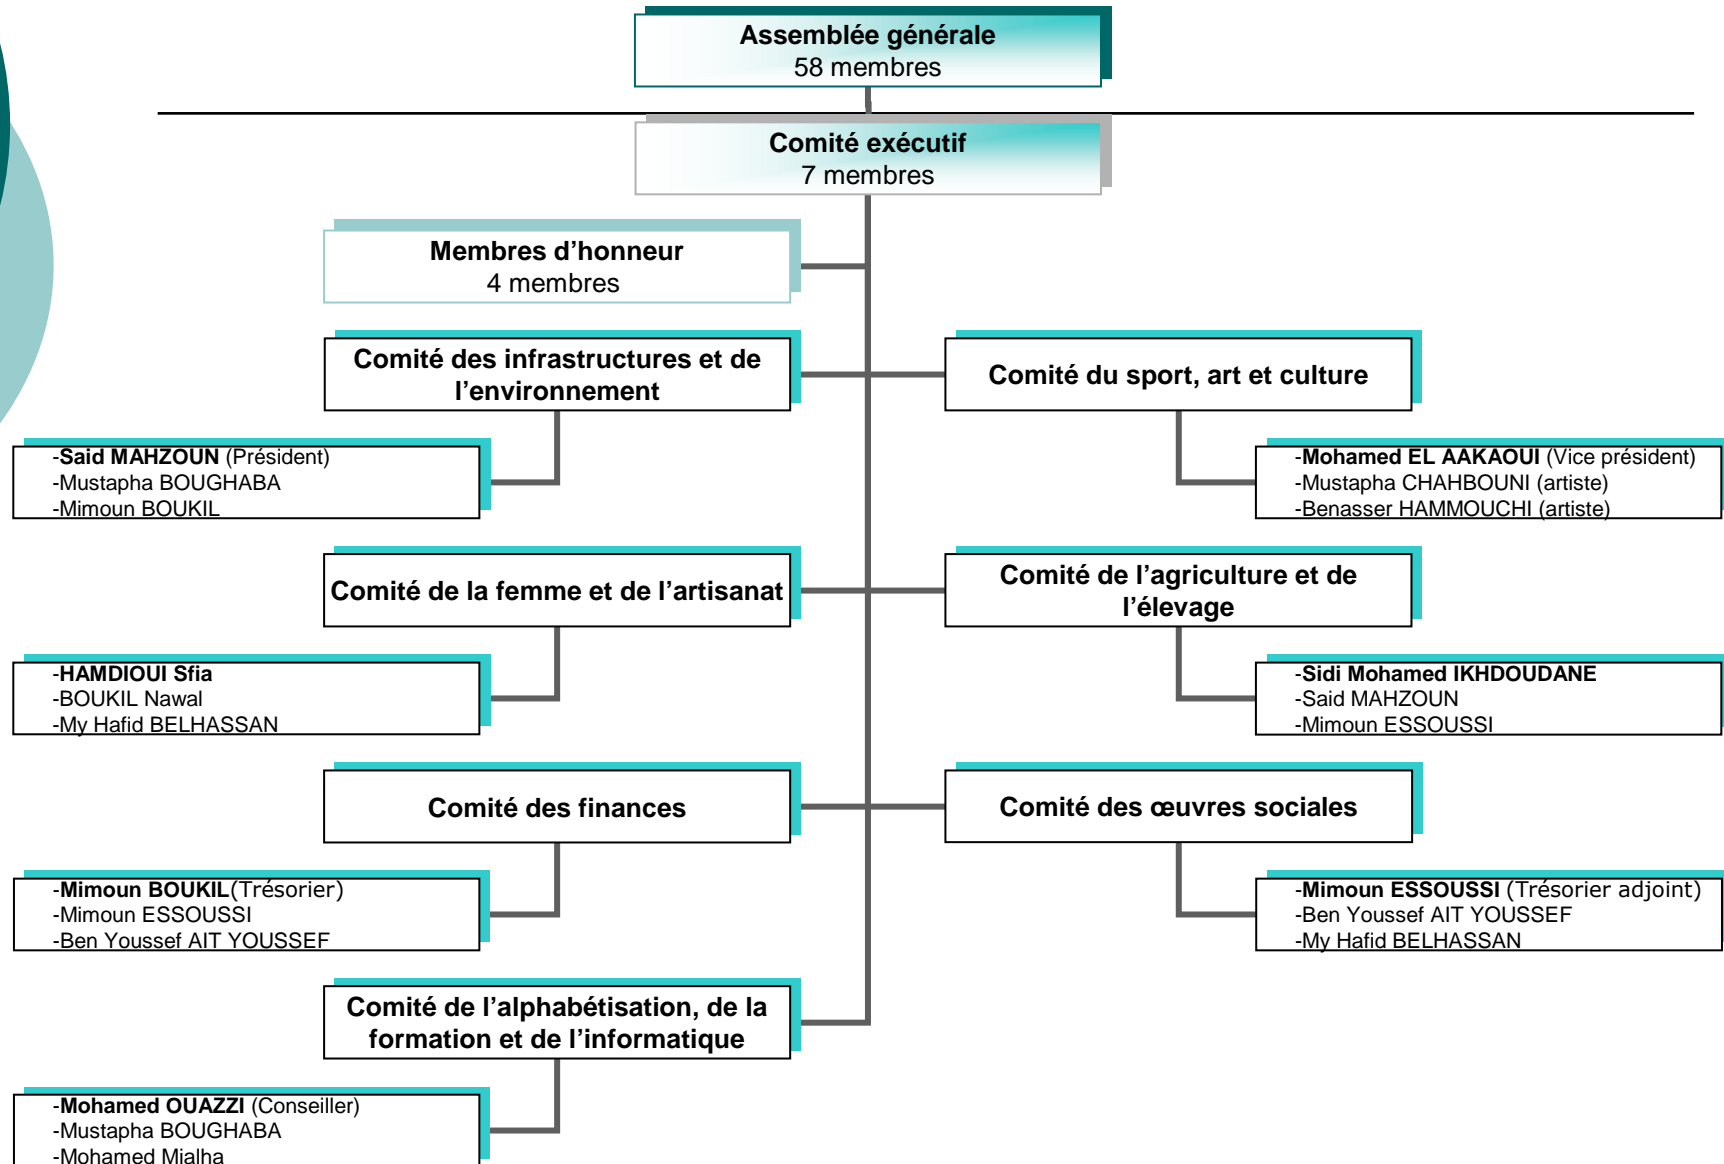 Assemblée générale
58 membres
Comité exécutif
7 membres
Membres d’honneur
4 membres
Comité des infrastructures et de
l’environnement
Comité du sport, art et culture
-Said MAHZOUN (Président)
-Mustapha BOUGHABA
-Mimoun BOUKIL
-Mohamed EL AAKAOUI (Vice président)
-Mustapha CHAHBOUNI (artiste)
-Benasser HAMMOUCHI (artiste)
Comité de la femme et de l’artisanat
Comité de l’agriculture et de
l’élevage
-HAMDIOUI Sfia
-BOUKIL Nawal
-My Hafid BELHASSAN
-Sidi Mohamed IKHDOUDANE
-Said MAHZOUN
-Mimoun ESSOUSSI
Comité des finances
Comité des œuvres sociales
-Mimoun BOUKIL(Trésorier)
-Mimoun ESSOUSSI
-Ben Youssef AIT YOUSSEF
-Mimoun ESSOUSSI (Trésorier adjoint)
-Ben Youssef AIT YOUSSEF
-My Hafid BELHASSAN
Comité de l’alphabétisation, de la
formation et de l’informatique
-Mohamed OUAZZI (Conseiller)
-Mustapha BOUGHABA
-Mohamed Mialha